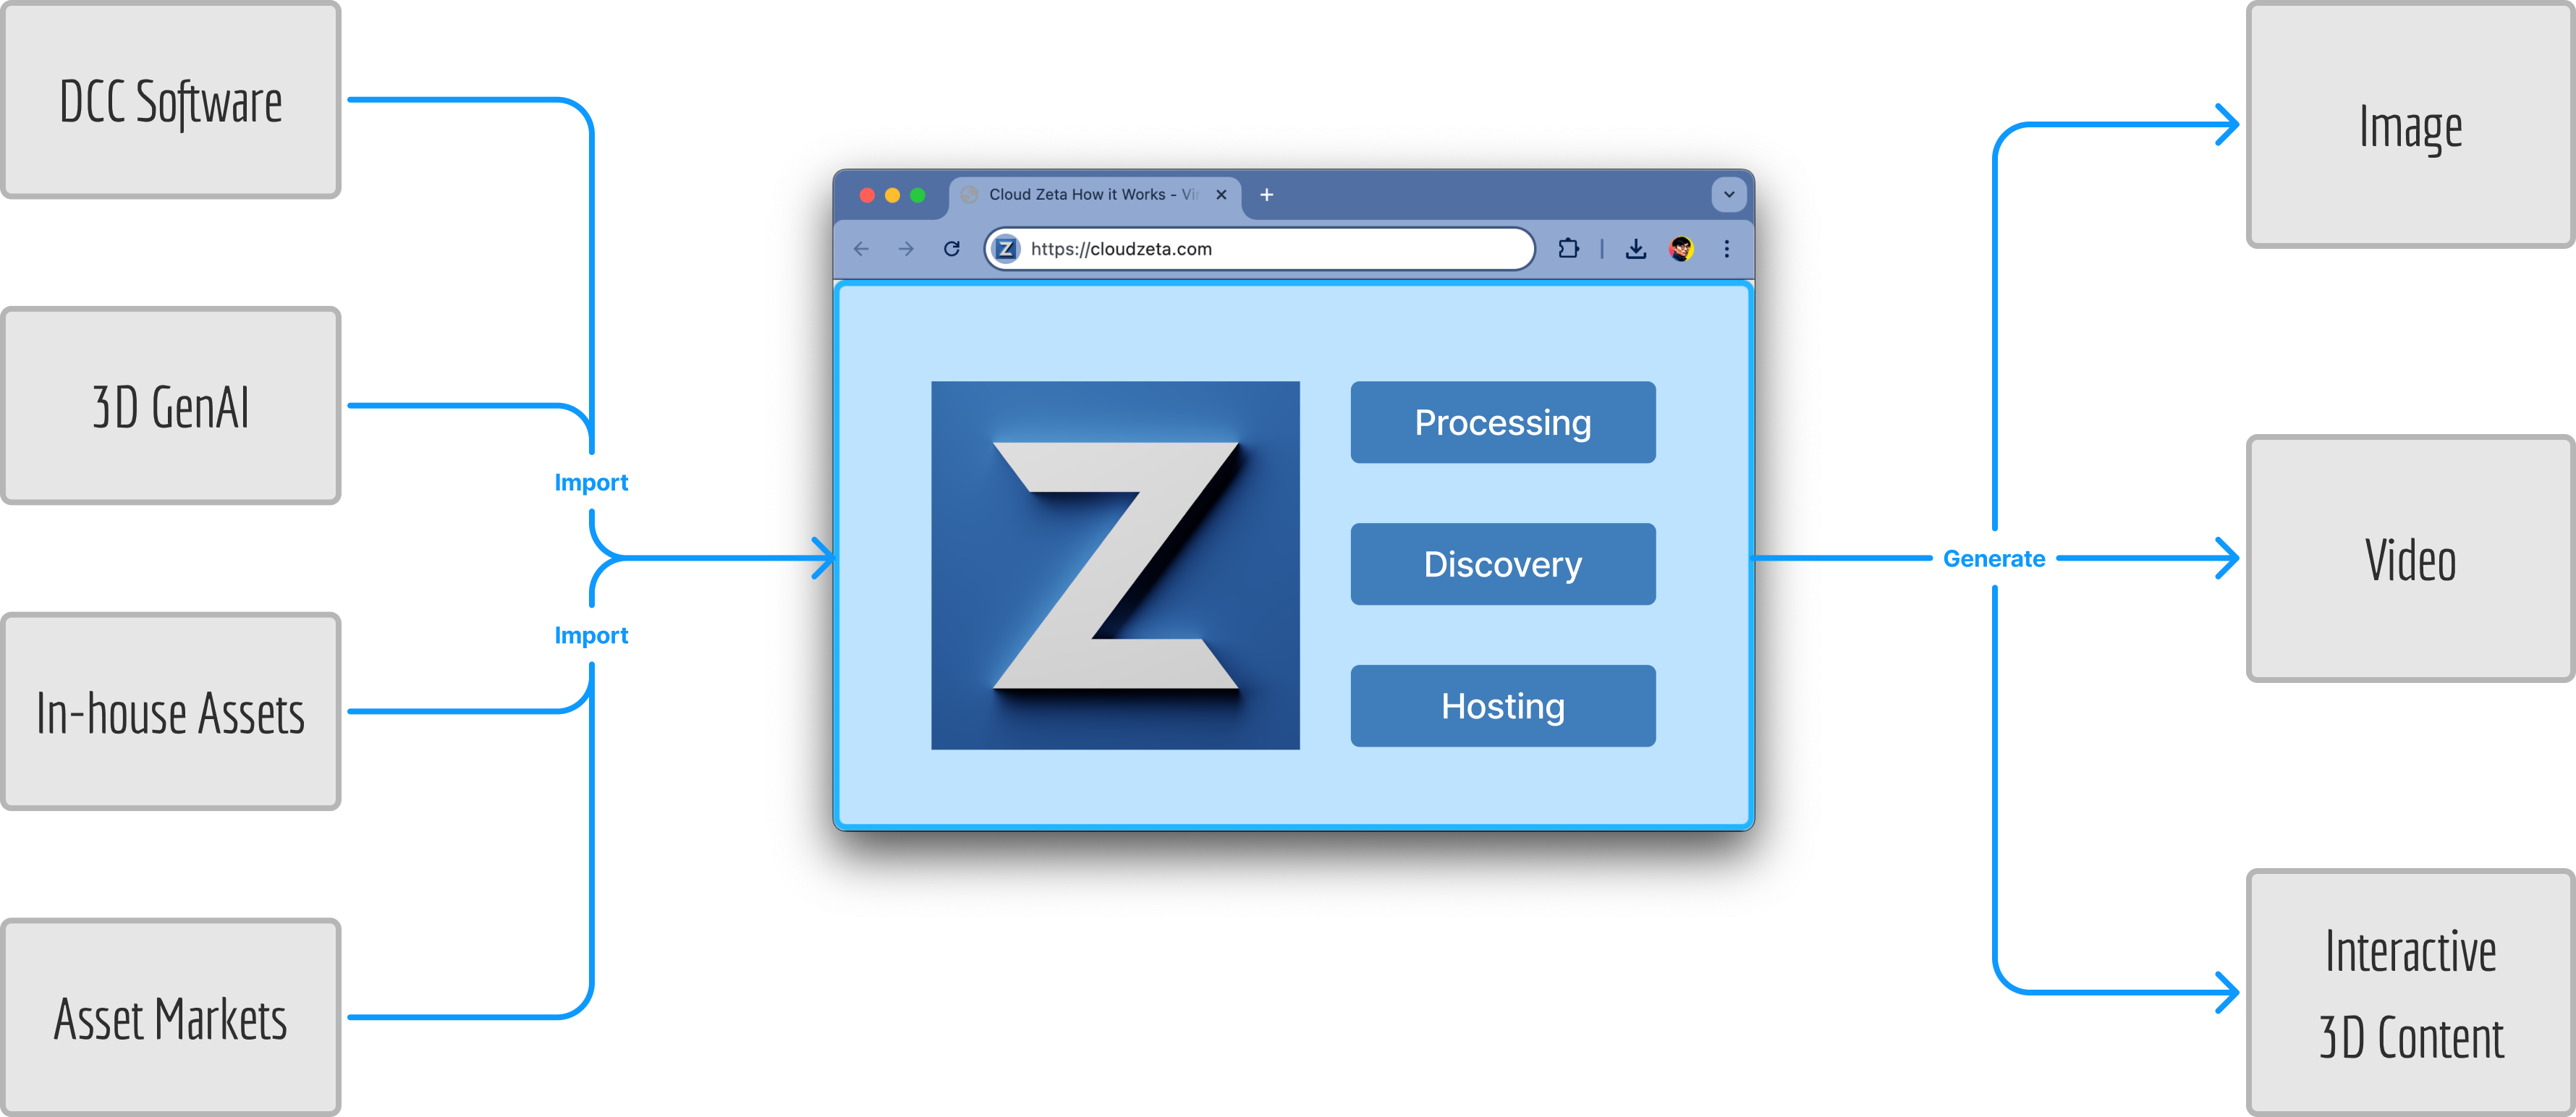 DCC Software
3D GenAI
In-house Assets
Asset Markets
Import
Import
Cloud Zeta How it Works - Vi
https://cloudzeta.com
Z
Processing
Discovery
Hosting
Generate
Image
Video
Interactive
3D Content